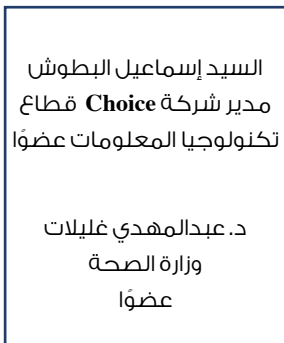 السيد إسماعيل البطوش
مدير شركة Choice قطاع
تكنولوجيا المعلومات عضوًا
د. عبدالمهدي غليلات
وزارة الصحة
عضوًا